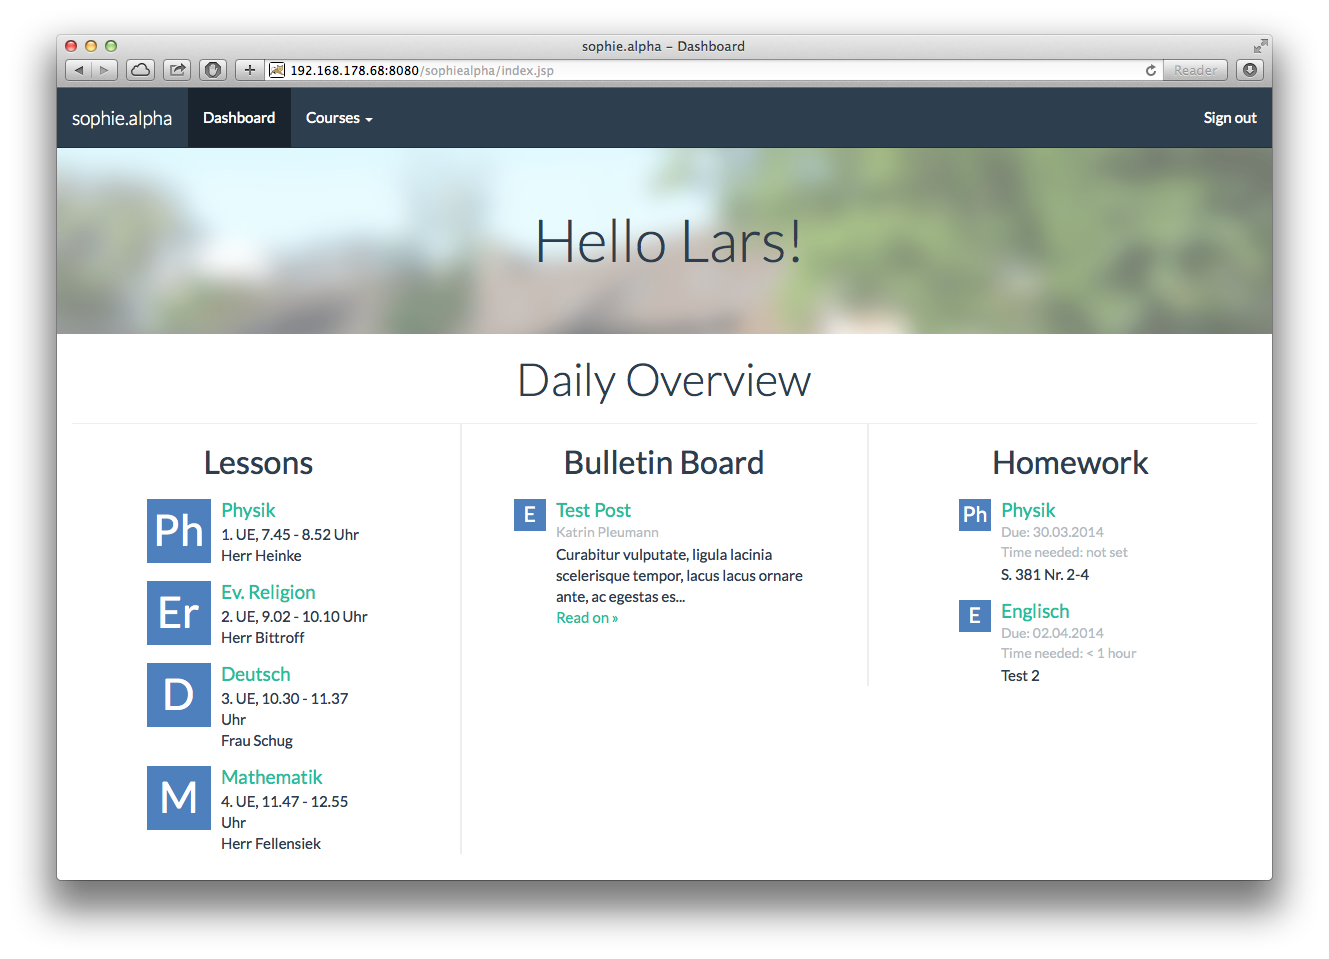 sophie.alpha – Dashboard
192.168.178.68:8080/sophiealpha/index.jsp
Reader
sophie.alpha
Dashboard
Courses
Sign out
Hello Lars!
Daily Overview
Lessons
Ph
Physik
1. UE, 7.45 - 8.52 Uhr
Herr Heinke
Er
Ev. Religion
2. UE, 9.02 - 10.10 Uhr
Herr Bittroff
D
Deutsch
3. UE, 10.30 - 11.37
Uhr
Frau Schug
M
Mathematik
4. UE, 11.47 - 12.55
Uhr
Herr Fellensiek
Bulletin Board
E
Test Post
Katrin Pleumann
Curabitur vulputate, ligula lacinia
scelerisque tempor, lacus lacus ornare
ante, ac egestas es...
Read on »
Homework
Ph
Physik
Due: 30.03.2014
Time needed: not set
S. 381 Nr. 2-4
E
Englisch
Due: 02.04.2014
Time needed: < 1 hour
Test 2